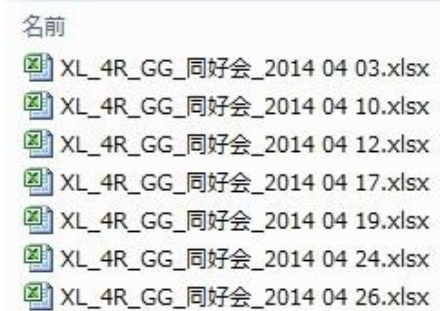 名前
XL_4R_GG_同好会_2014 04 03.xlsx
XL_4R_GG_同好会_2014 04 10.xlsx
XL_4R_GG_同好会_2014 04 12.xlsx
XL_4R_GG_同好会_2014 04 17.xlsx
XL_4R_GG_同好会_2014 04 19.xlsx
XL_4R_GG_同好会_2014 04 24.xlsx
XL_4R_GG_同好会_2014 04 26.xlsx